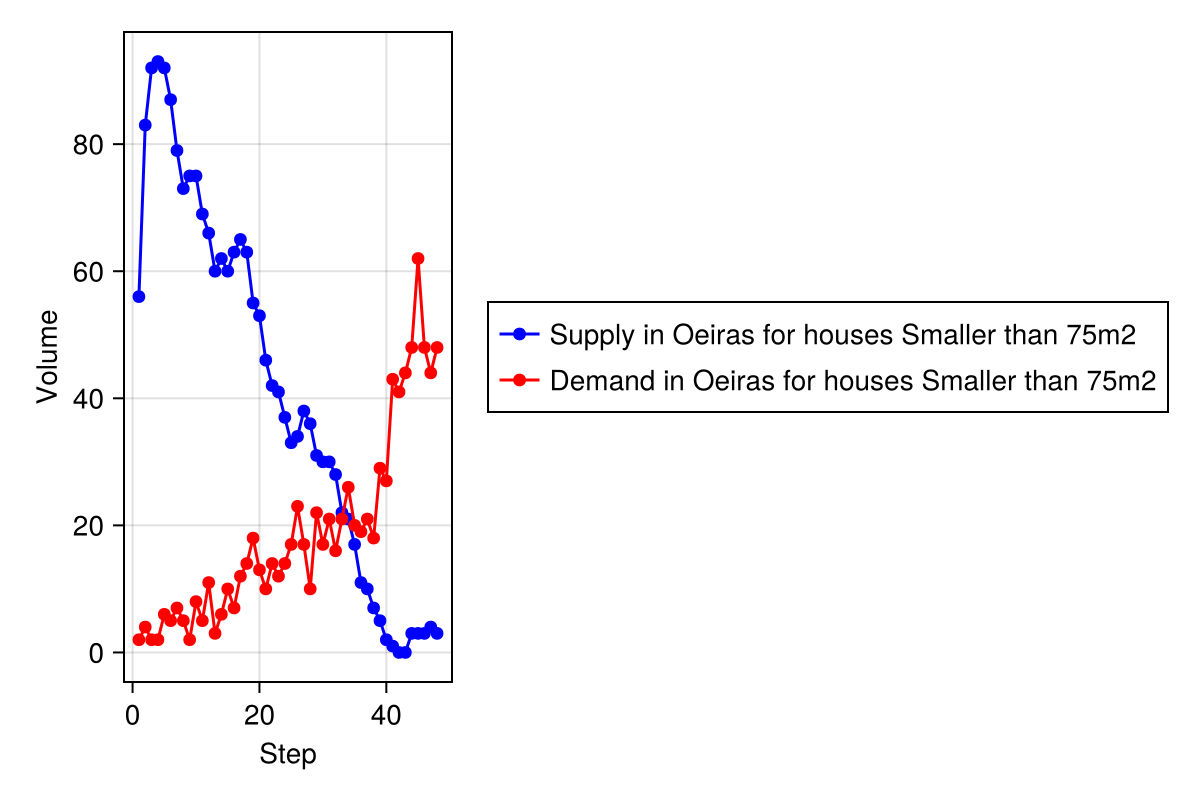 80
60
40
20
0
Volume
0 20 40
Step
Supply in Oeiras for houses Smaller than 75m2
Demand in Oeiras for houses Smaller than 75m2